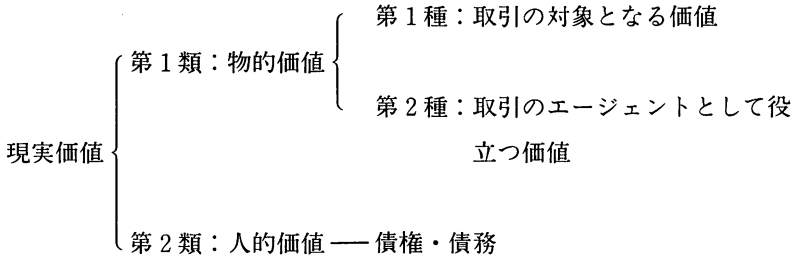 第1種：取引の対象となる価値
第1類：物的価値
第2種：取引のエージェントとして役
現実価値
立つ価値
第2類：人的価値──債権・債務